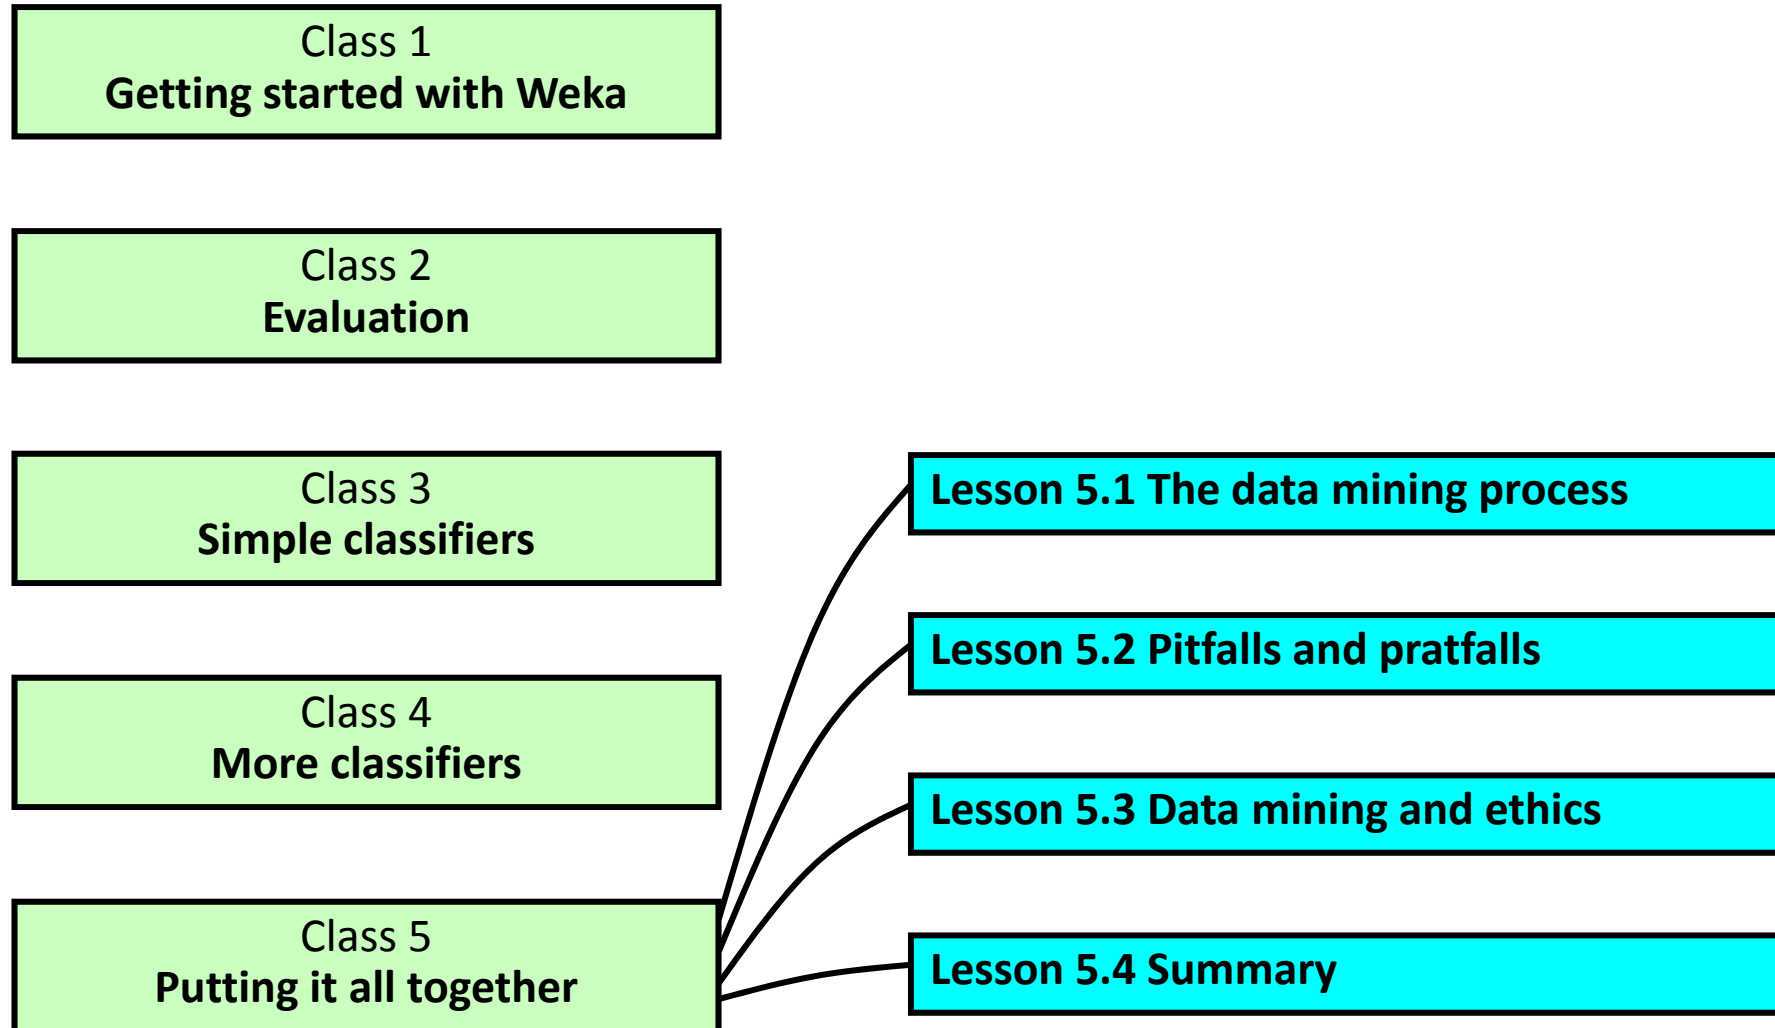 Class 1
Getting started with Weka
Class 2
Evaluation
Class 3
Simple classifiers
Class 4
More classifiers
Class 5
Putting it all together
Lesson 5.1 The data mining process
Lesson 5.2 Pitfalls and pratfalls
Lesson 5.3 Data mining and ethics
Lesson 5.4 Summary